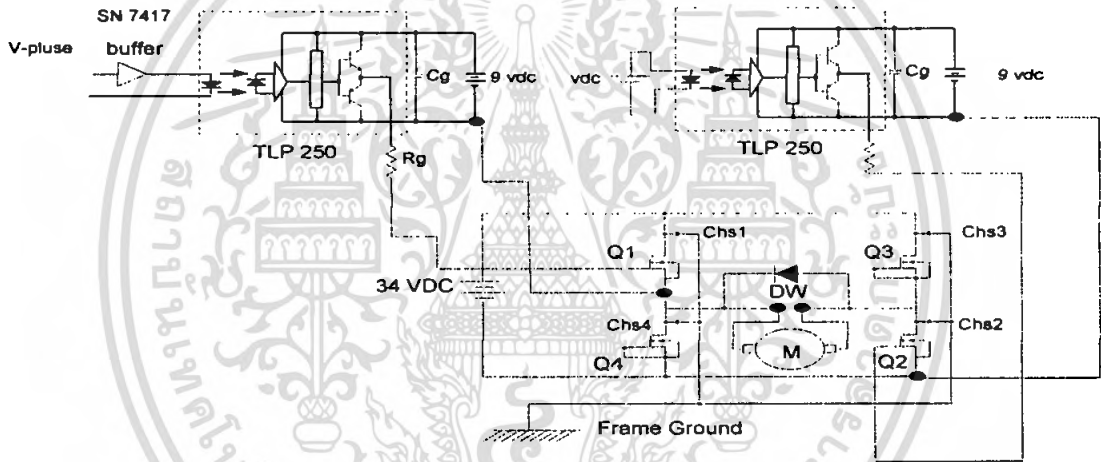 SN 7417
V-pluse buffer
Cg
9 vdc
TLP 250
Rg
vdc
Cg
9 vdc
TLP 250
Chs1
Chs3
Q1
Q3
34 VDC
DW
Chs4
Chs2
M
Q4
Q2
Frame Ground